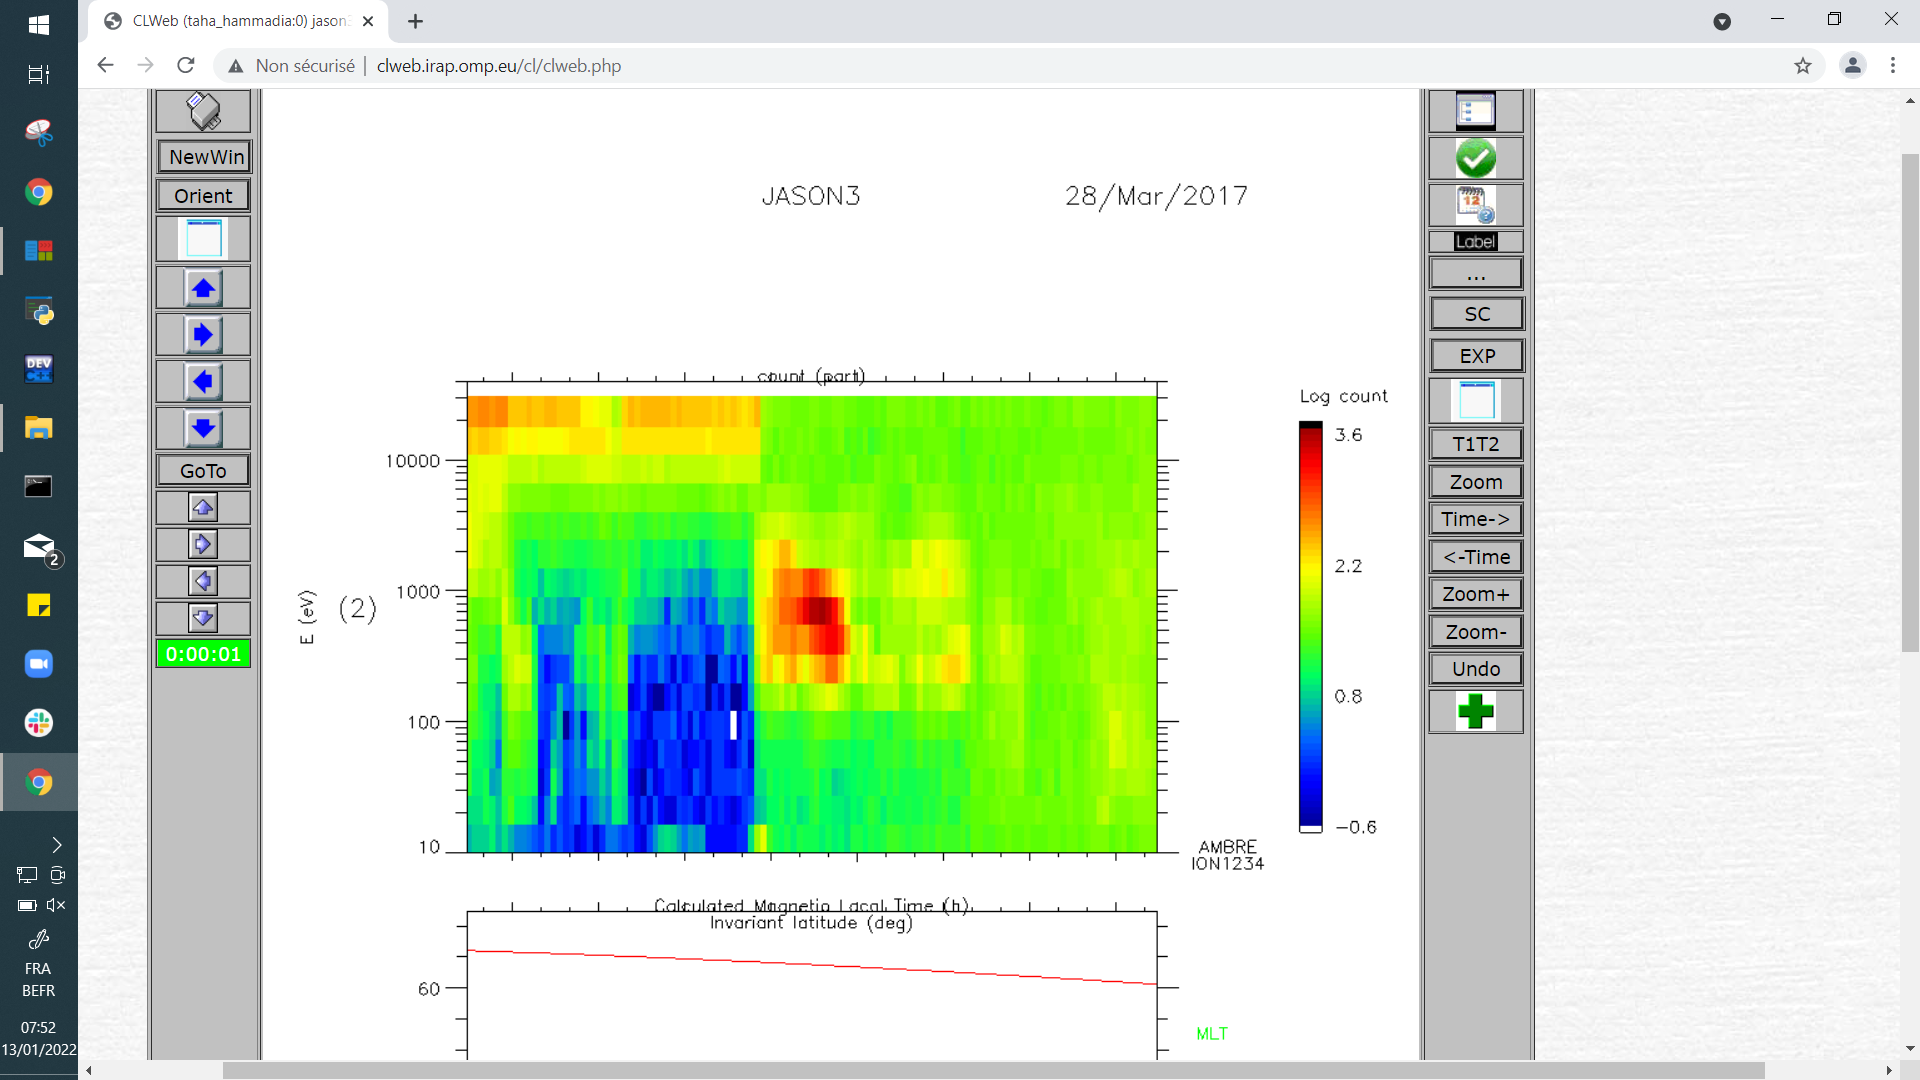 CLWeb (taha_hammadia:0) jason3
Non sécurisé | clweb.irap.omp.eu/cl/clweb.php
NewWin
Orient
GoTo
0:00:01
JASON3 28/Mar/2017
count (part)
10000
1000
100
10
E (eV)
(2)
Log count
3.6
2.2
0.8
−0.6
AMBRE
ION1234
Calculated Magnetic Local Time (h)
Invariant latitude (deg)
60
MLT
12
Label
...
SC
EXP
T1T2
Zoom
Time->
<-Time
Zoom+
Zoom-
Undo
DEV
C++
2
FRA
BEFR
07:52
13/01/2022